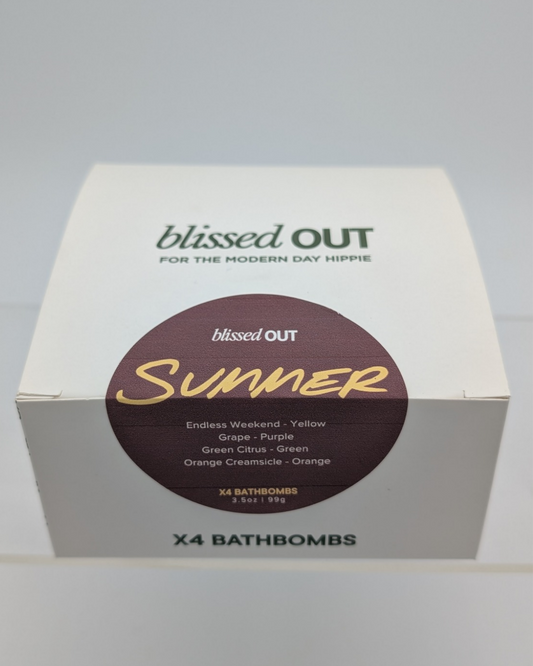 blissed OUT
FOR THE MODERN DAY HIPPIE
blissed OUT
SUMMER
Endless Weekend - Yellow
Grape - Purple
Green Citrus - Green
Orange Creamsicle - Orange
X4 BATHBOMBS
3.5oz | 99g
X4 BATHBOMBS